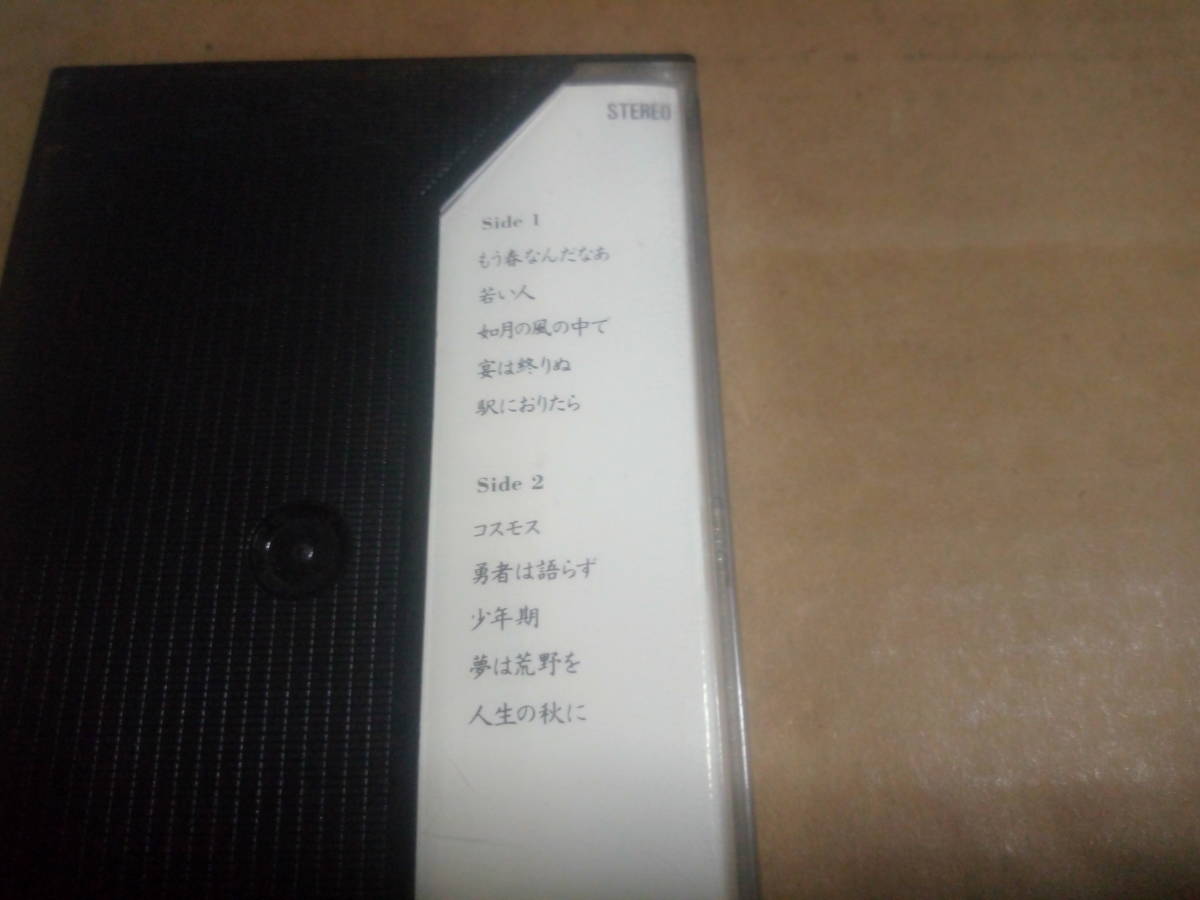 STEREO
Side 1
もう春なんだなあ
若い人
如月の風の中で
宴は終りぬ
駅におりたら
Side 2
コスモス
勇者は語らず
少年期
夢は荒野を
人生の秋に